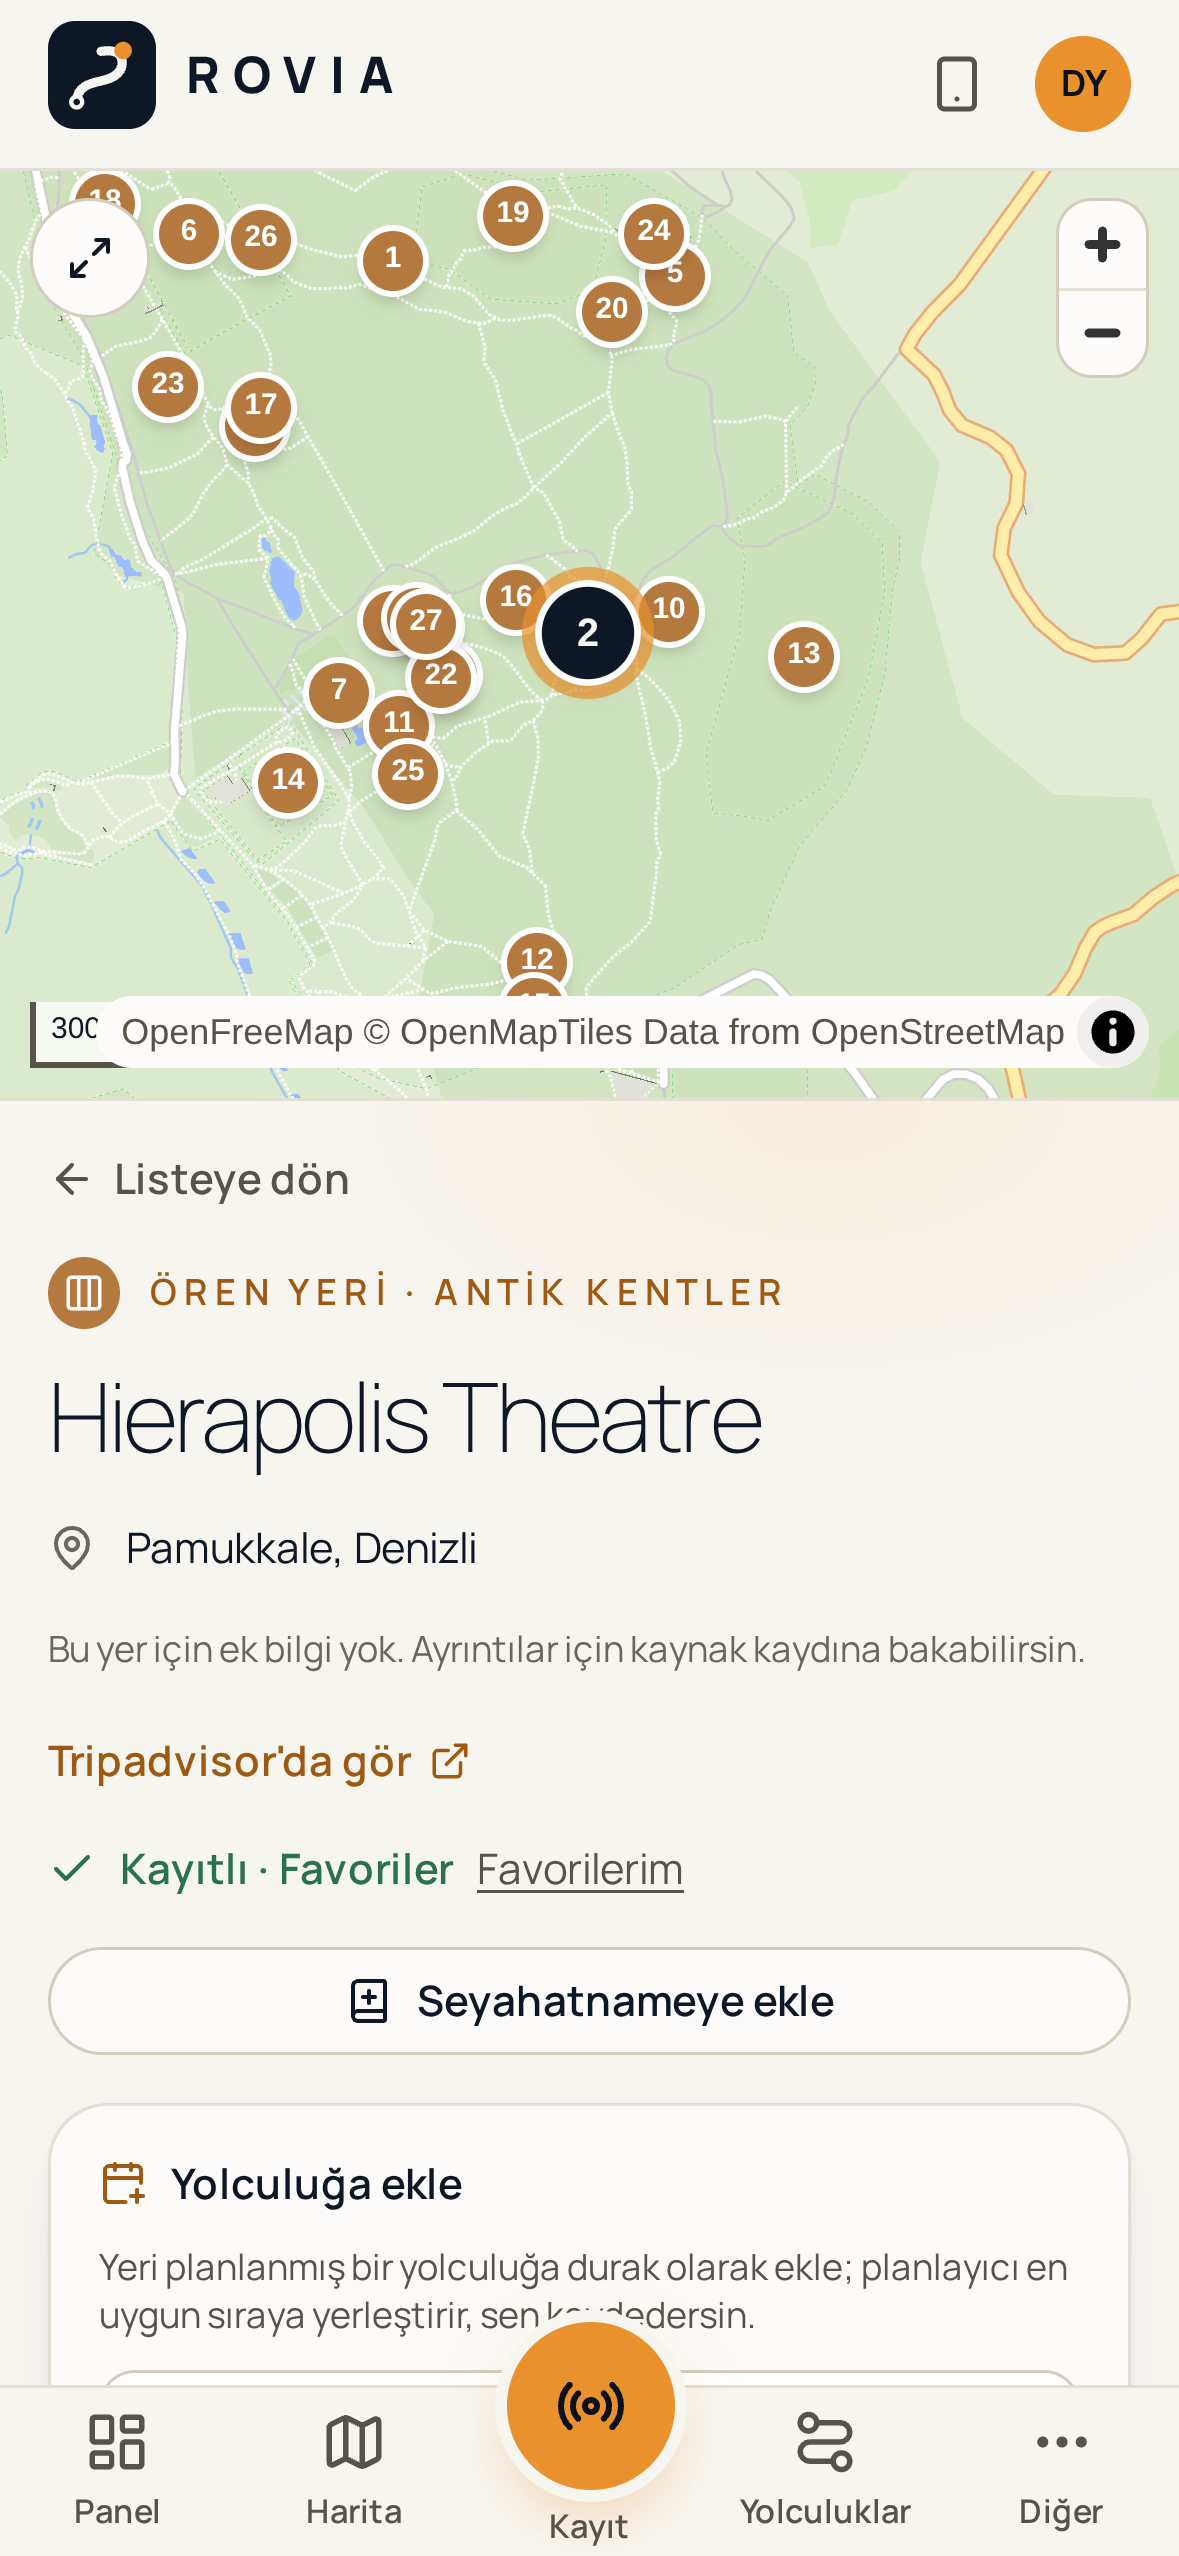 ROVIA
DY
18
6
26
1
19
24
5
20
23
17
27
16
2
10
13
22
7
11
25
14
12
300
OpenFreeMap © OpenMapTiles Data from OpenStreetMap
Listeye dön
ÖREN YERİ · ANTİK KENTLER
Hierapolis Theatre
Pamukkale, Denizli
Bu yer için ek bilgi yok. Ayrıntılar için kaynak kaydına bakabilirsin.
Tripadvisor'da gör
Kayıtlı · Favoriler Favorilerim
Seyahatnameye ekle
Yolculuğa ekle
Yeri planlanmış bir yolculuğa durak olarak ekle; planlayıcı en
uygun sıraya yerleştirir, sen kaydedersin.
Panel
Harita
Kayıt
Yolculuklar
Diğer